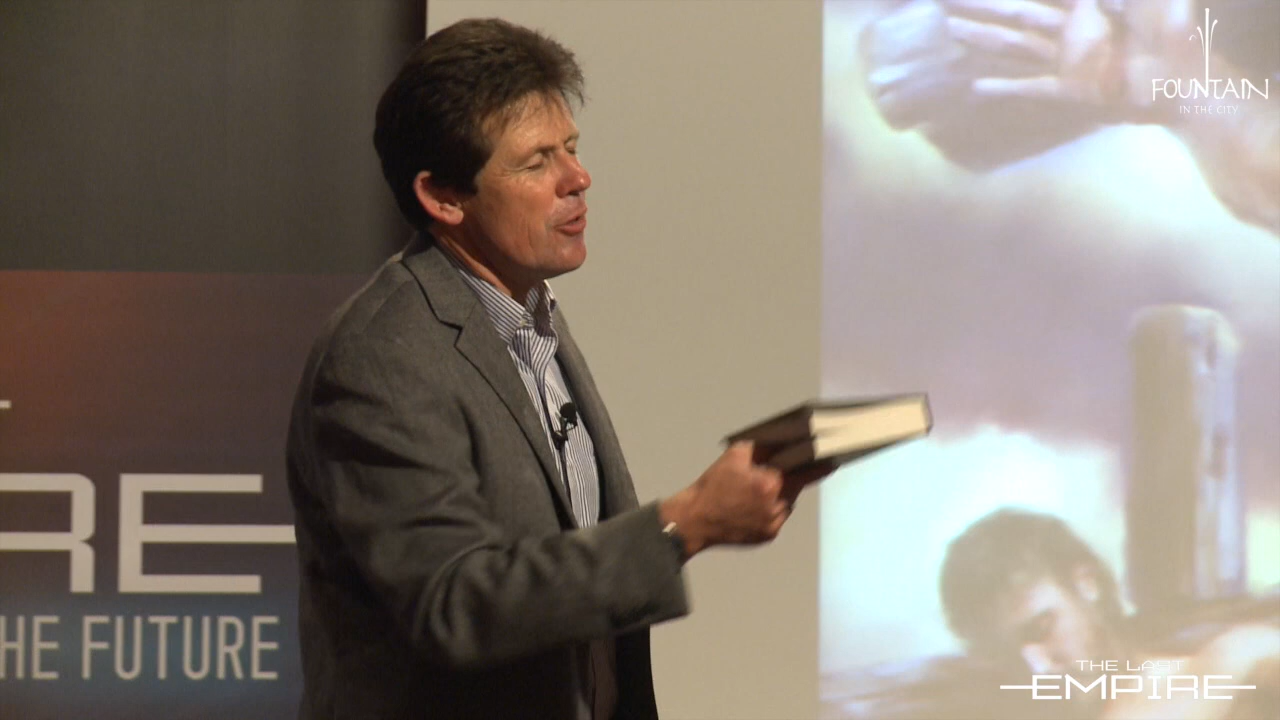 FOUNTAIN
IN THE CITY
RE
HE FUTURE
THE LAST
EMPIRE